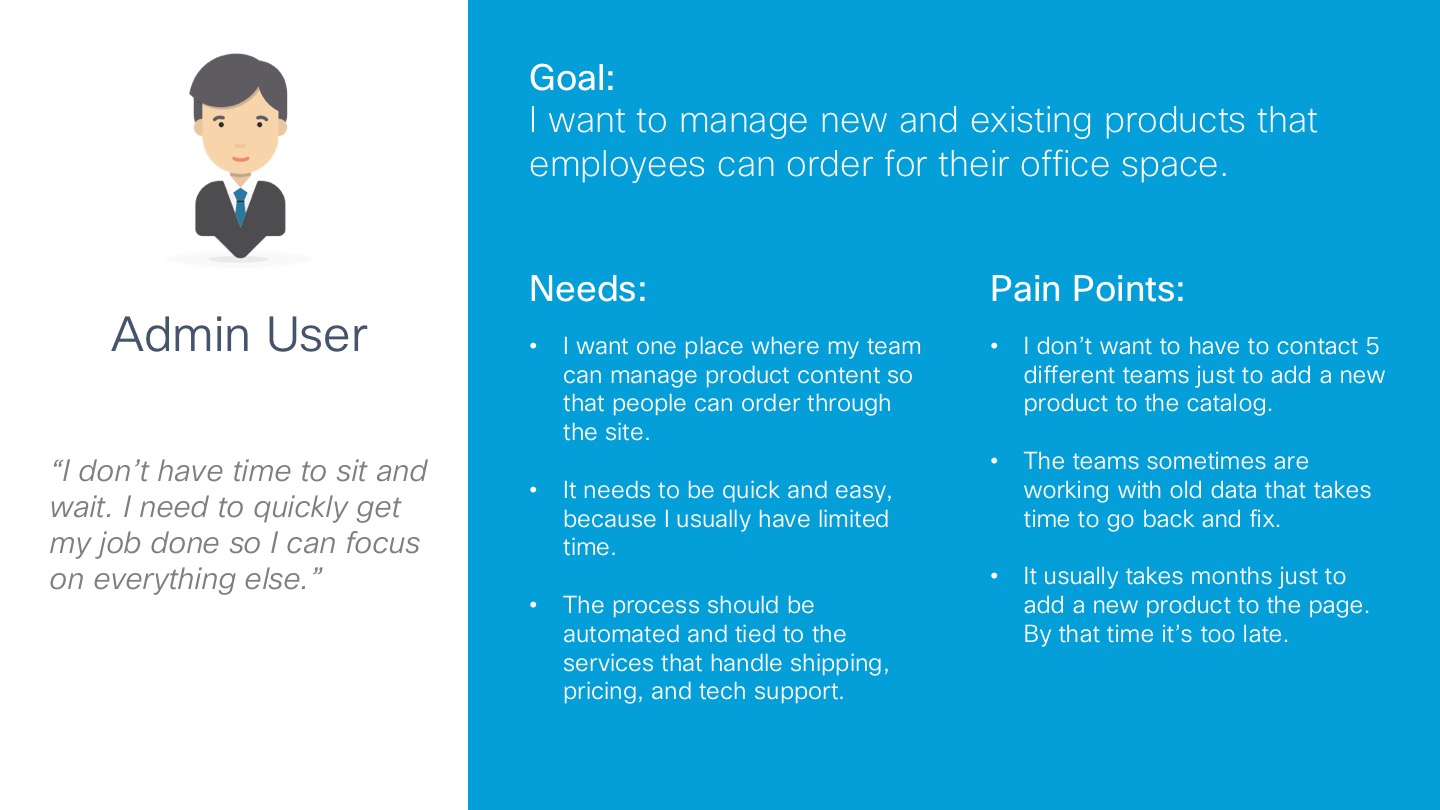 Admin User
“I don’t have time to sit and
wait. I need to quickly get
my job done so I can focus
on everything else.”
Goal:
I want to manage new and existing products that
employees can order for their office space.
Needs:
• I want one place where my team
can manage product content so
that people can order through
the site.
• It needs to be quick and easy,
because I usually have limited
time.
• The process should be
automated and tied to the
services that handle shipping,
pricing, and tech support.
Pain Points:
• I don’t want to have to contact 5
different teams just to add a new
product to the catalog.
• The teams sometimes are
working with old data that takes
time to go back and fix.
• It usually takes months just to
add a new product to the page.
By that time it’s too late.